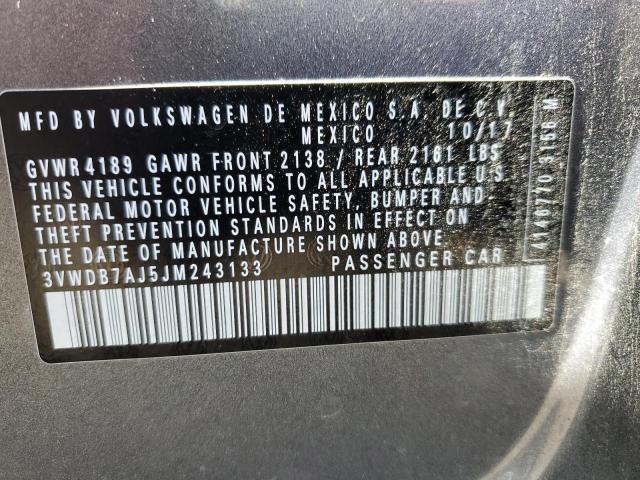 MFD BY VOLKSWAGEN DE MEXICO S.A. DE C.V.
MEXICO 10/17
GVWR 4189 GAWR FRONT 2138 / REAR 2161 LBS
THIS VEHICLE CONFORMS TO ALL APPLICABLE U.S.
FEDERAL MOTOR VEHICLE SAFETY, BUMPER AND
THEFT PREVENTION STANDARDS IN EFFECT ON
THE DATE OF MANUFACTURE SHOWN ABOVE.
3VWDB7AJ5JM243133 PASSENGER CAR